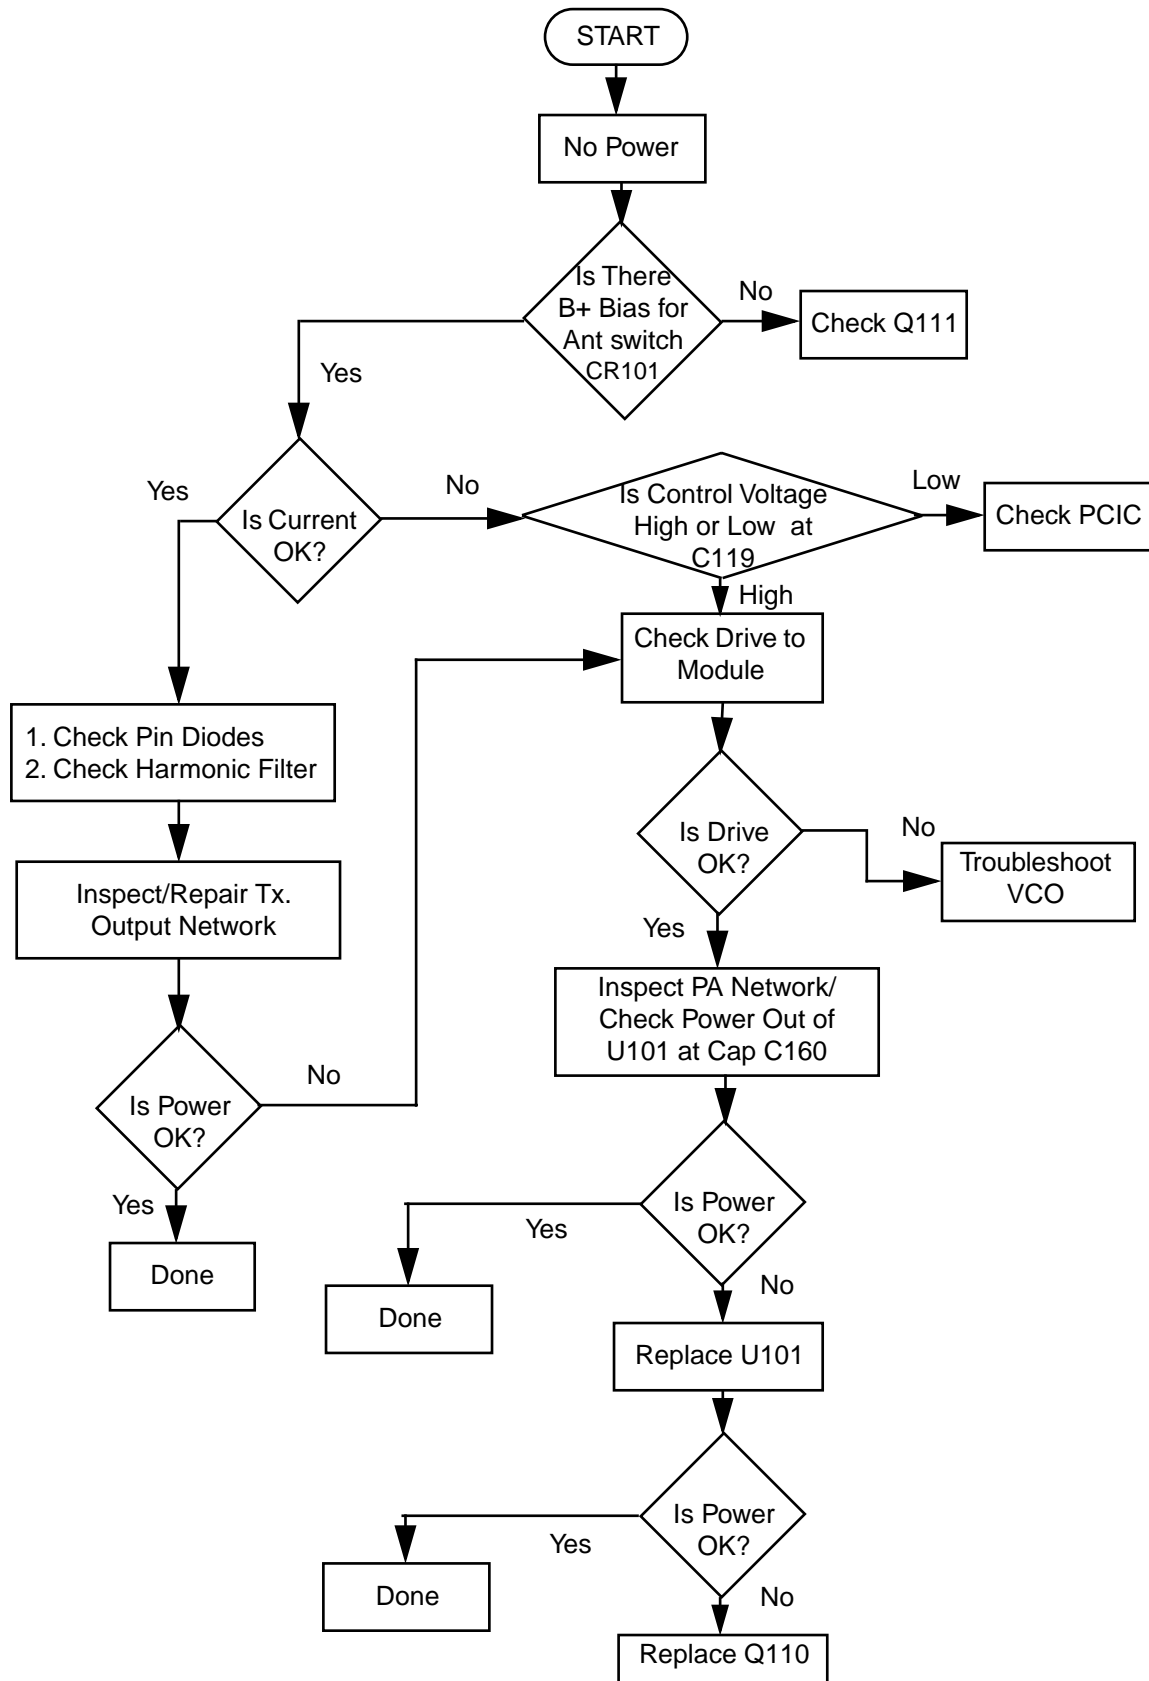 START
No Power
Is There
B+ Bias for
Ant switch
CR101
No
Check Q111
Yes
Is Current
OK?
Yes
No
Is Control Voltage
High or Low at
C119
Low
Check PCIC
High
Check Drive to
Module
1. Check Pin Diodes
2. Check Harmonic Filter
Is Drive
OK?
No
Troubleshoot
VCO
Inspect/Repair Tx.
Output Network
Yes
Inspect PA Network/
Check Power Out of
U101 at Cap C160
Is Power
OK?
No
Yes
Done
Is Power
OK?
Yes
Done
No
Replace U101
Is Power
OK?
Yes
Done
No
Replace Q110